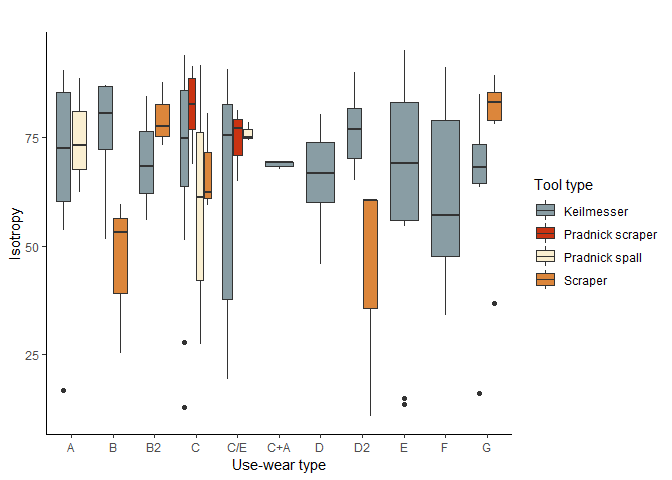 75
50
25
Isotropy
A B B2 C C/E C+A D D2 E F G
Use-wear type
Tool type
Keilmesser
Pradnick scraper
Pradnick spall
Scraper